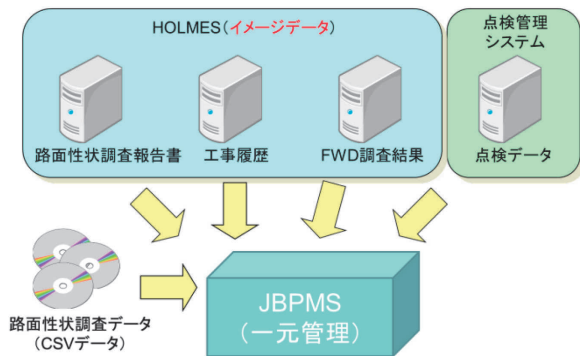 HOLMES（イメージデータ）
点検管理
システム
路面性状調査報告書
工事履歴
FWD調査結果
点検データ
路面性状調査データ
（CSVデータ）
JBPMS
（一元管理）